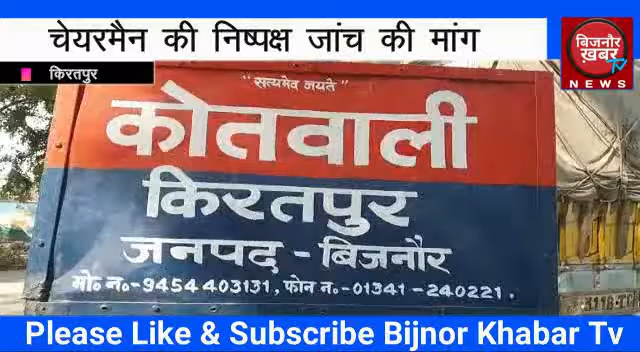 चेयरमैन की निष्पक्ष जांच की मांग
किरतपुर
बिजनौर
ख़बर
TV
NEWS
"सत्यमेव जयते"
कोतवाली
किरतपुर
जनपद - बिजनौर
मो० न०-9454403131, फोन न०-01341-240221.
Please Like & Subscribe Bijnor Khabar Tv